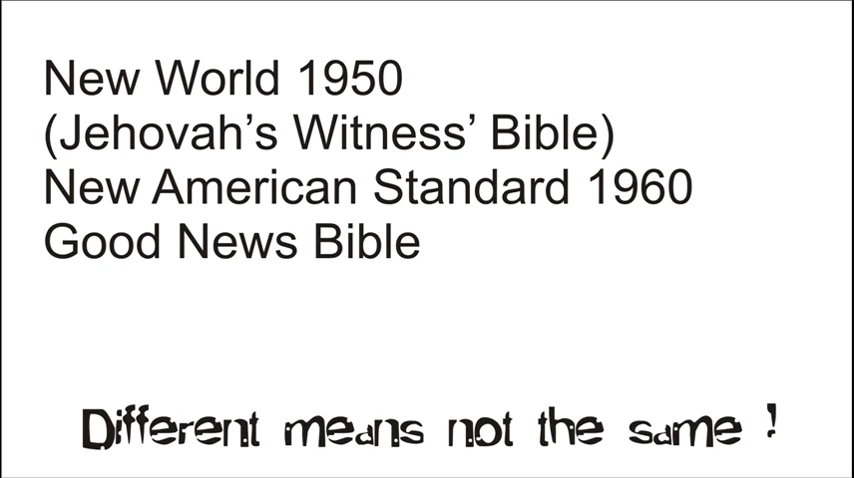 New World 1950
(Jehovah’s Witness’ Bible)
New American Standard 1960
Good News Bible
Different means not the same !